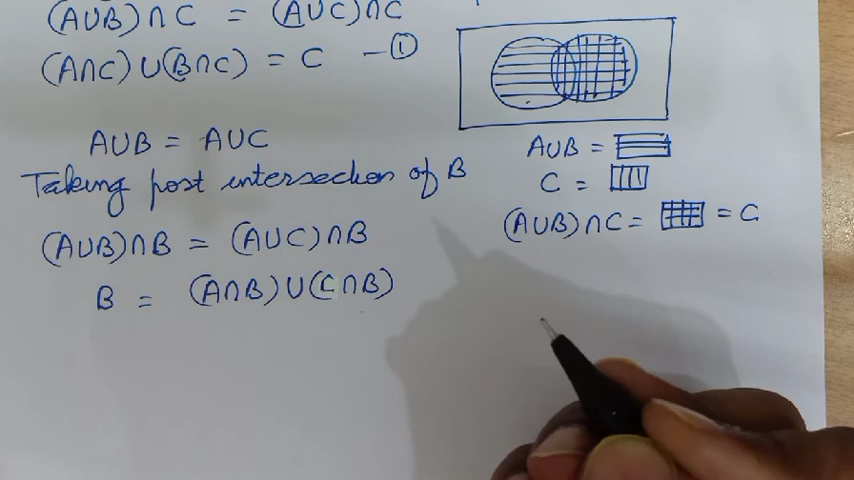 (A∪B)∩C = (A∪C)∩C
(A∩C)∪(B∩C) = C —①
A∪B = A∪C
Taking post intersection of B
(A∪B)∩B = (A∪C)∩B
B = (A∩B)∪(C∩B)
A∪B =
C =
(A∪B)∩C = = C